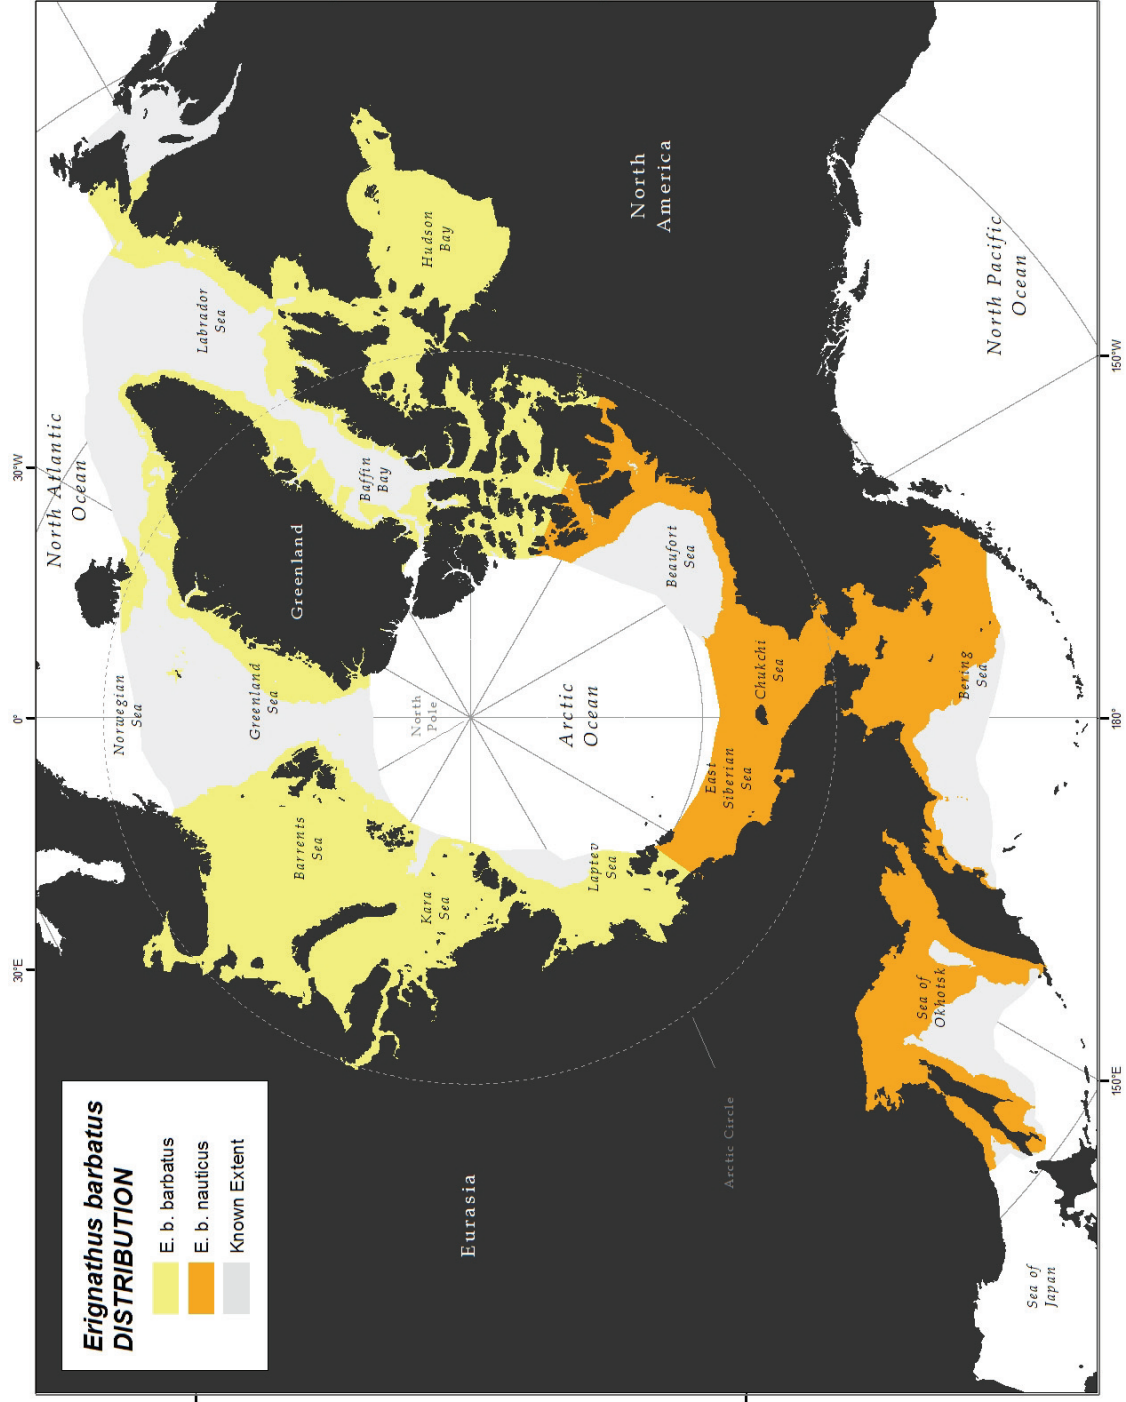 Erignathus barbatus
DISTRIBUTION
E. b. barbatus
E. b. nauticus
Known Extent
30°E
0°
30°W
150°E
180°
150°W
North Atlantic
Ocean
Norwegian
Sea
Greenland
Sea
Greenland
Labrador
Sea
Baffin
Bay
Hudson
Bay
North
America
North Pacific
Ocean
Beaufort
Sea
Chukchi
Sea
Bering
Sea
East
Siberian
Sea
Arctic
Ocean
North
Pole
Barrents
Sea
Kara
Sea
Laptev
Sea
Sea of
Okhotsk
Sea of
Japan
Arctic Circle
Eurasia